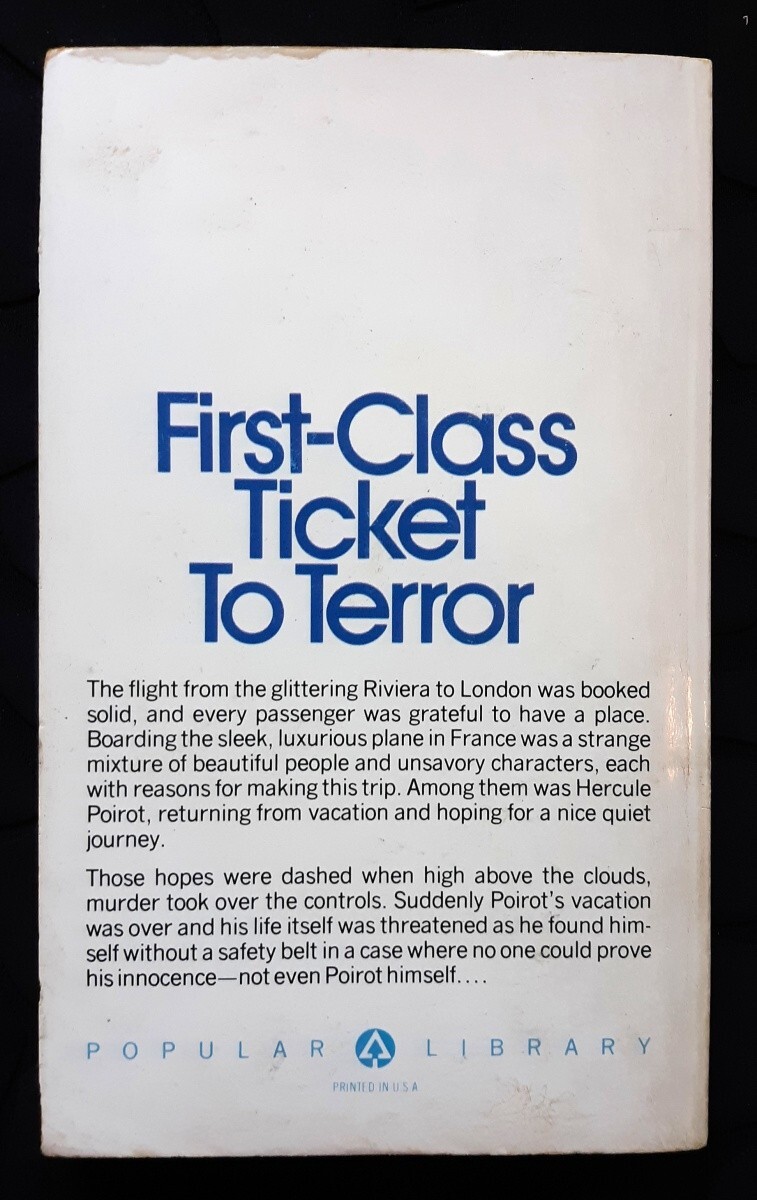 First-Class
Ticket
To Terror
The flight from the glittering Riviera to London was booked
solid, and every passenger was grateful to have a place.
Boarding the sleek, luxurious plane in France was a strange
mixture of beautiful people and unsavory characters, each
with reasons for making this trip. Among them was Hercule
Poirot, returning from vacation and hoping for a nice quiet
journey.
Those hopes were dashed when high above the clouds,
murder took over the controls. Suddenly Poirot's vacation
was over and his life itself was threatened as he found him-
self without a safety belt in a case where no one could prove
his innocence—not even Poirot himself....
POPULAR LIBRARY
PRINTED IN U.S.A